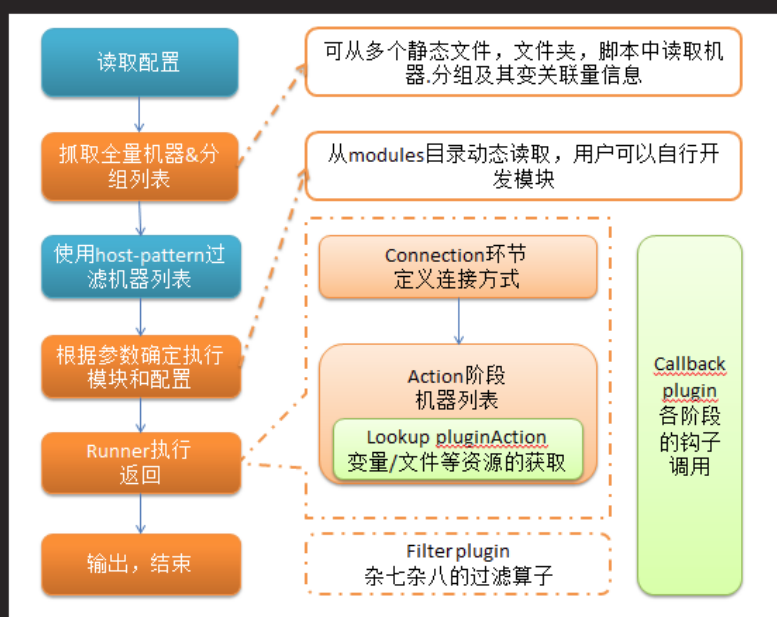 读取配置
可从多个静态文件，文件夹，脚本中读取机
器.分组及其变关联量信息
抓取全量机器&分
组列表
从modules目录动态读取，用户可以自行开
发模块
使用host-pattern过
滤机器列表
Connection环节
定义连接方式
根据参数确定执行
模块和配置
Action阶段
机器列表
Lookup pluginAction
变量/文件等资源的获取
Callback
plugin
各阶段
的钩子
调用
Runner执行
返回
输出，结束
Filter plugin
杂七杂八的过滤算子